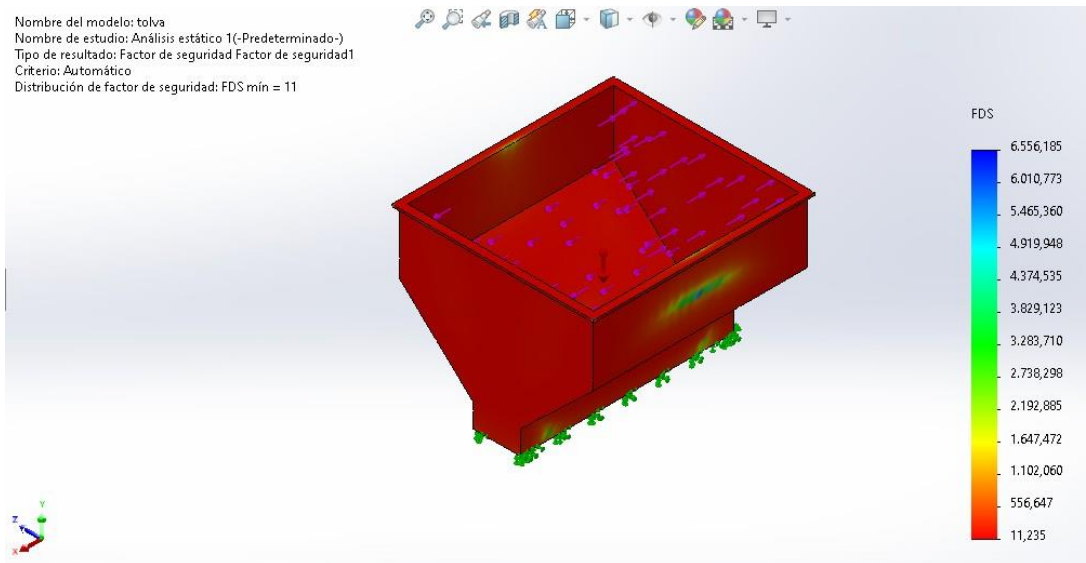 Nombre del modelo: tolva
Nombre de estudio: Análisis estático 1(-Predeterminado-)
Tipo de resultado: Factor de seguridad Factor de seguridad1
Criterio: Automático
Distribución de factor de seguridad: FDS mín = 11
FDS
6.556,185
6.010,773
5.465,360
4.919,948
4.374,535
3.829,123
3.283,710
2.738,298
2.192,885
1.647,472
1.102,060
556,647
11,235
Y
Z
X